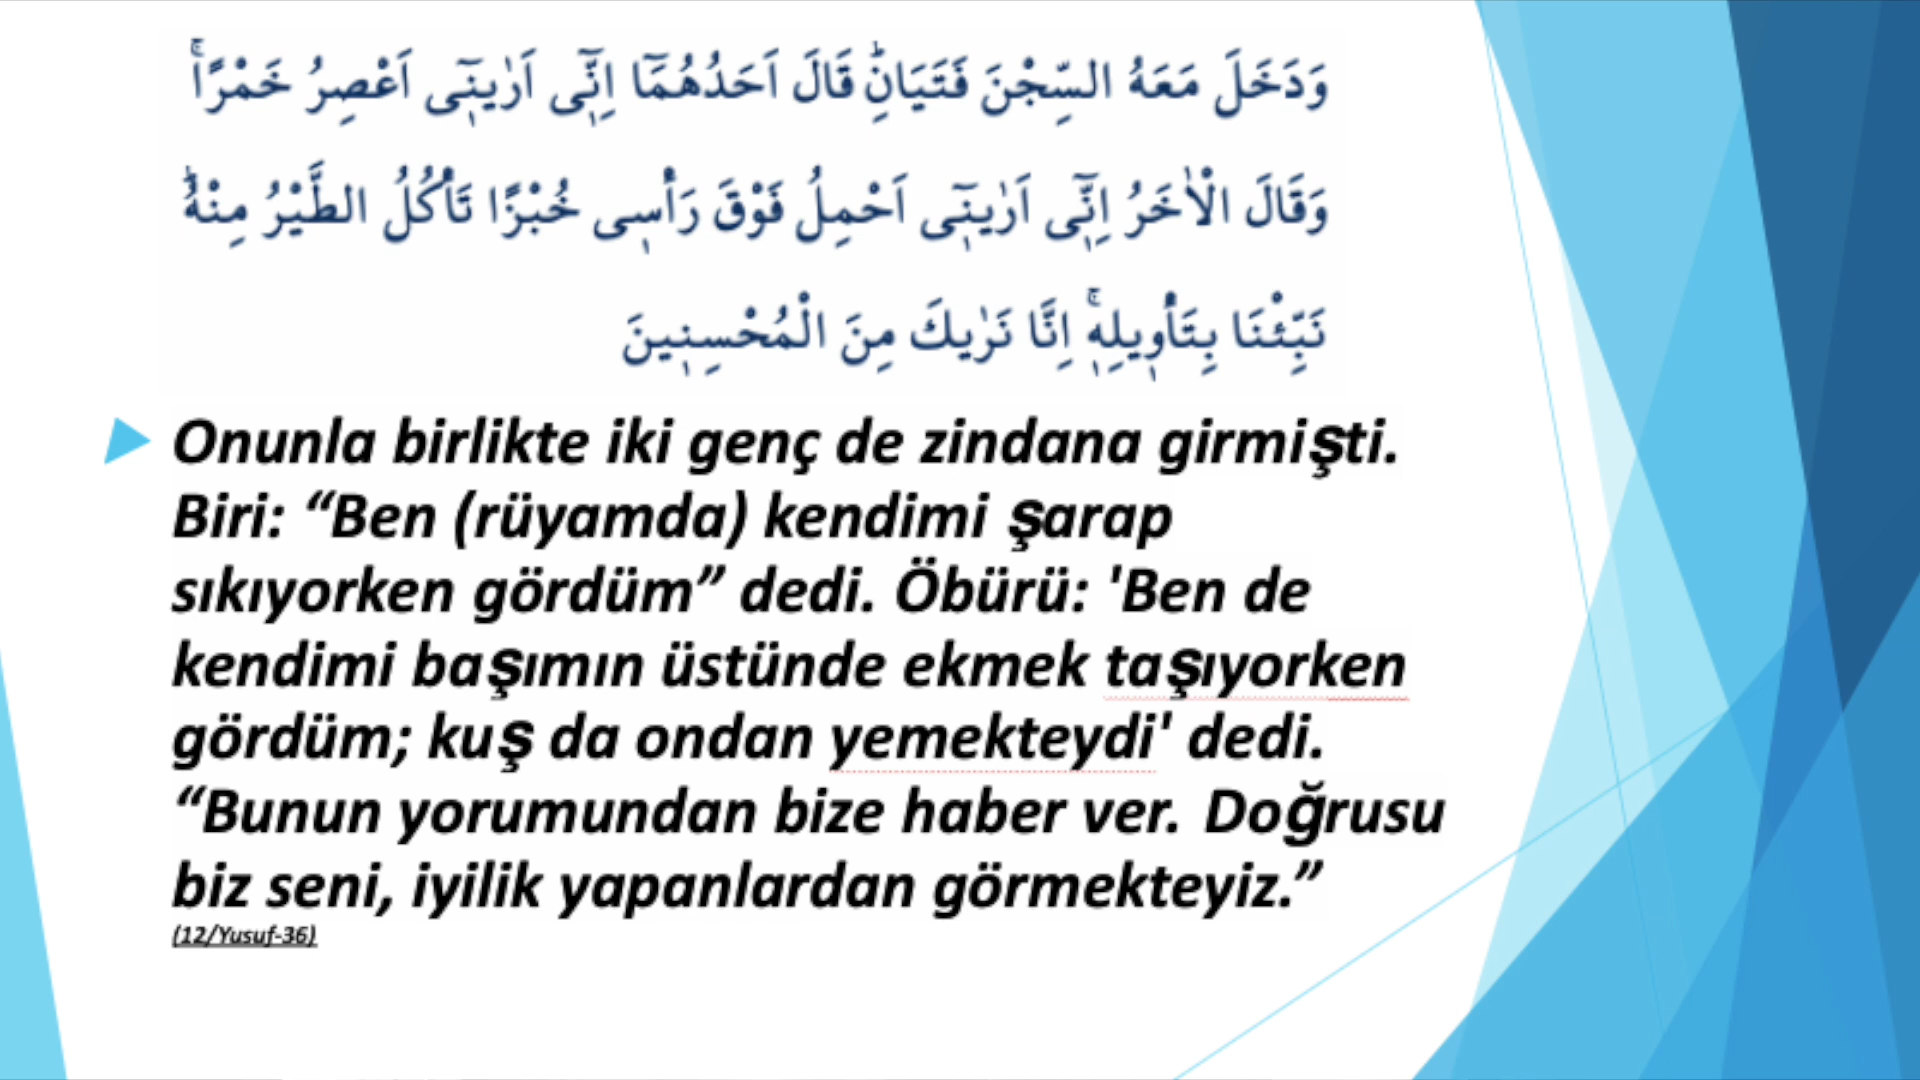 وَدَخَلَ مَعَهُ السِّجْنَ فَتَيَانِۜ قَالَ اَحَدُهُمَٓا اِنّ۪ٓي اَرٰين۪ٓي اَعْصِرُ خَمْرًاۚ
وَقَالَ الْاٰخَرُ اِنّ۪ٓي اَرٰين۪ٓي اَحْمِلُ فَوْقَ رَأْس۪ي خُبْزًا تَأْكُلُ الطَّيْرُ مِنْهُۜ
نَبِّئْنَا بِتَأْو۪يلِه۪ۚ اِنَّا نَرٰيكَ مِنَ الْمُحْسِن۪ينَ
Onunla birlikte iki genç de zindana girmişti.
Biri: “Ben (rüyamda) kendimi şarap
sıkıyorken gördüm” dedi. Öbürü: 'Ben de
kendimi başımın üstünde ekmek taşıyorken
gördüm; kuş da ondan yemekteydi' dedi.
“Bunun yorumundan bize haber ver. Doğrusu
biz seni, iyilik yapanlardan görmekteyiz.”
(12/Yusuf-36)